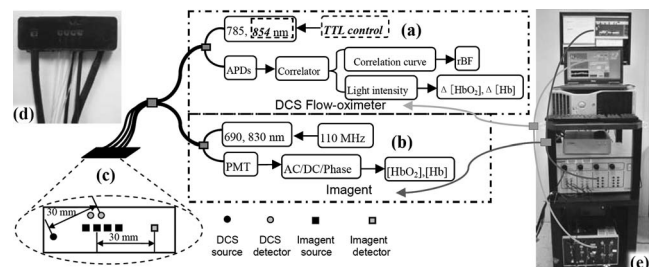 (a)
785, 854 nm
TTL control
APDs
Correlator
Correlation curve
rBF
Light intensity
Δ [HbO2], Δ [Hb]
DCS Flow-oximeter
(b)
690, 830 nm
110 MHz
PMT
AC/DC/Phase
[HbO2],[Hb]
Imagent
(d)
(c)
30 mm
30 mm
DCS source
DCS detector
Imagent source
Imagent detector
(e)